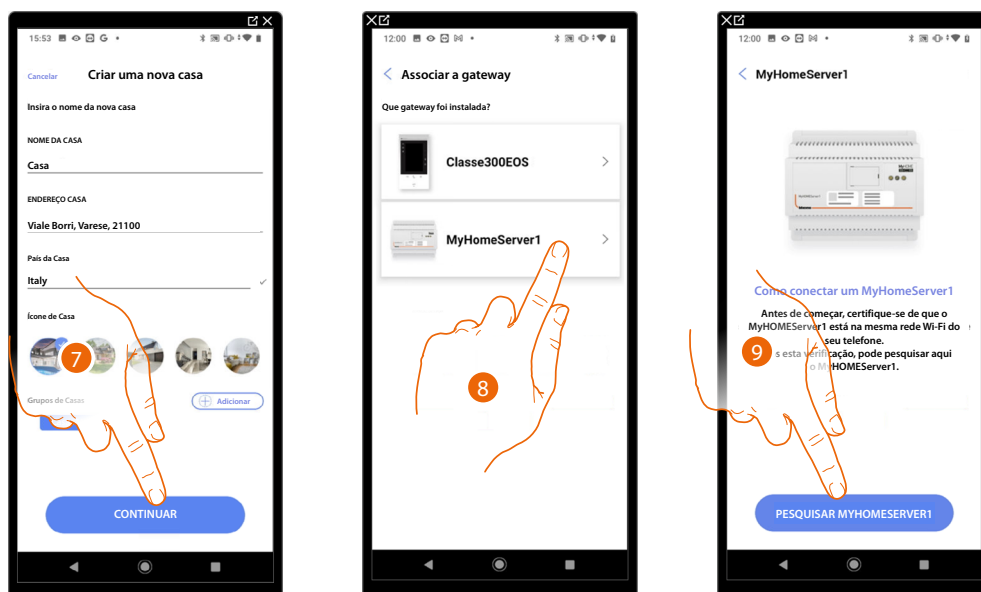 15:53
Cancelar Criar uma nova casa
Insira o nome da nova casa
NOME DA CASA
Casa
ENDEREÇO CASA
Viale Borri, Varese, 21100
País da Casa
Italy
Ícone de Casa
7
Grupos de Casas
Adicionar
CONTINUAR
12:00
Associar a gateway
Que gateway foi instalada?
Classe300EOS
MyHomeServer1
8
12:00
MyHomeServer1
Como conectar um MyHomeServer1
Antes de começar, certifique-se de que o
MyHOMEServer1 está na mesma rede Wi-Fi do
seu telefone.
9
s esta verificação, pode pesquisar aqui
o MyHOMEServer1.
PESQUISAR MYHOMESERVER1